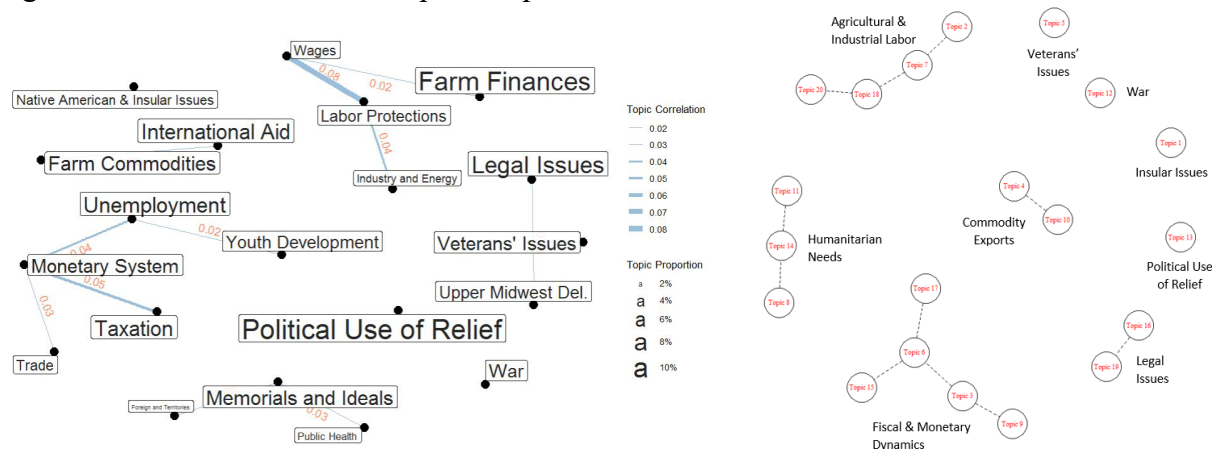 Wages
0.08
0.02
Farm Finances
Native American & Insular Issues
Labor Protections
International Aid
0.04
Farm Commodities
Industry and Energy
Legal Issues
Unemployment
0.02
Youth Development
Veterans' Issues
0.04
Monetary System
0.05
0.03
Upper Midwest Del.
Taxation
Political Use of Relief
Trade
War
Memorials and Ideals
Foreign and Territories
0.03
Public Health
Topic Correlation
0.02
0.03
0.04
0.05
0.06
0.07
0.08
Topic Proportion
a 2%
a 4%
a 6%
a 8%
a 10%
Agricultural &
Industrial Labor
Topic 2
Topic 7
Topic 20
Topic 18
Topic 5
Veterans'
Issues
Topic 12
War
Topic 1
Insular Issues
Topic 11
Topic 14
Humanitarian
Needs
Topic 8
Topic 4
Topic 10
Commodity
Exports
Topic 13
Political Use
of Relief
Topic 17
Topic 6
Topic 15
Topic 3
Topic 9
Fiscal & Monetary
Dynamics
Topic 16
Topic 19
Legal
Issues